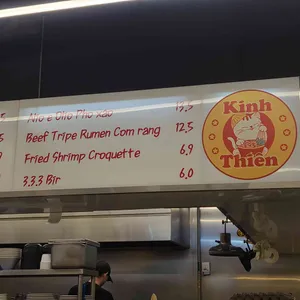 Alio e Olio Pho xao 13.5
Beef Tripe Rumen Com rang 12.5
Fried Shrimp Croquette 6.9
3.3.3 Bir 6.0
Kinh
Thien